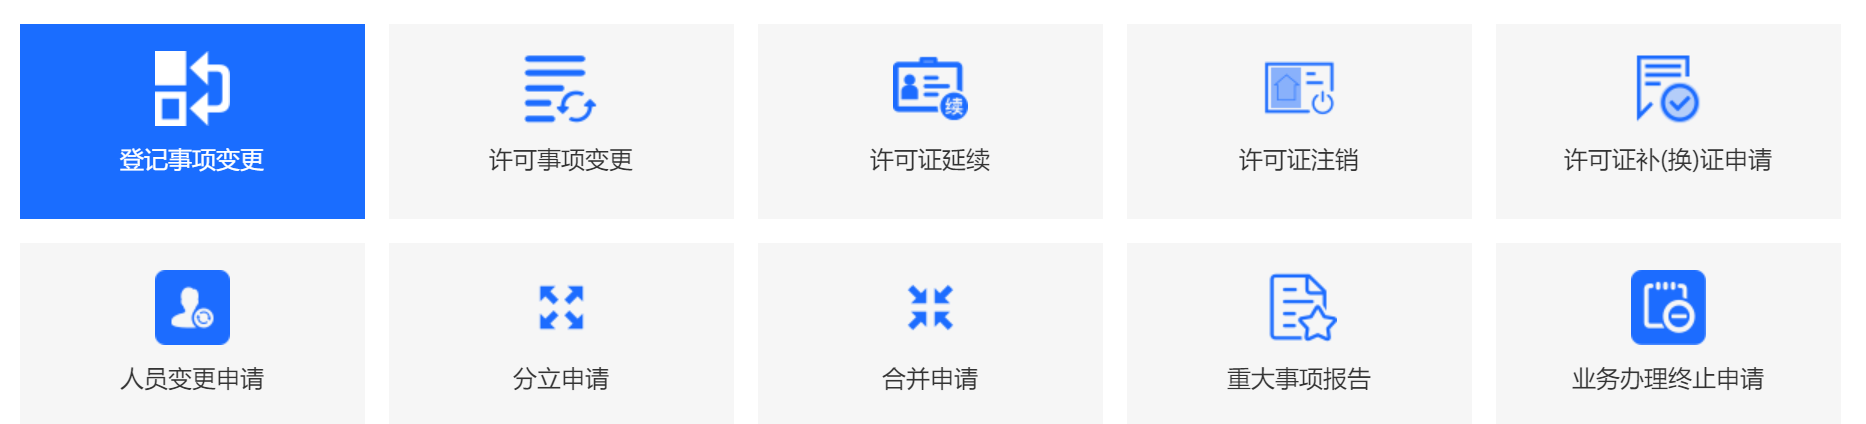 登记事项变更
许可事项变更
续
许可证延续
许可证注销
许可证补(换)证申请
人员变更申请
分立申请
合并申请
重大事项报告
业务办理终止申请